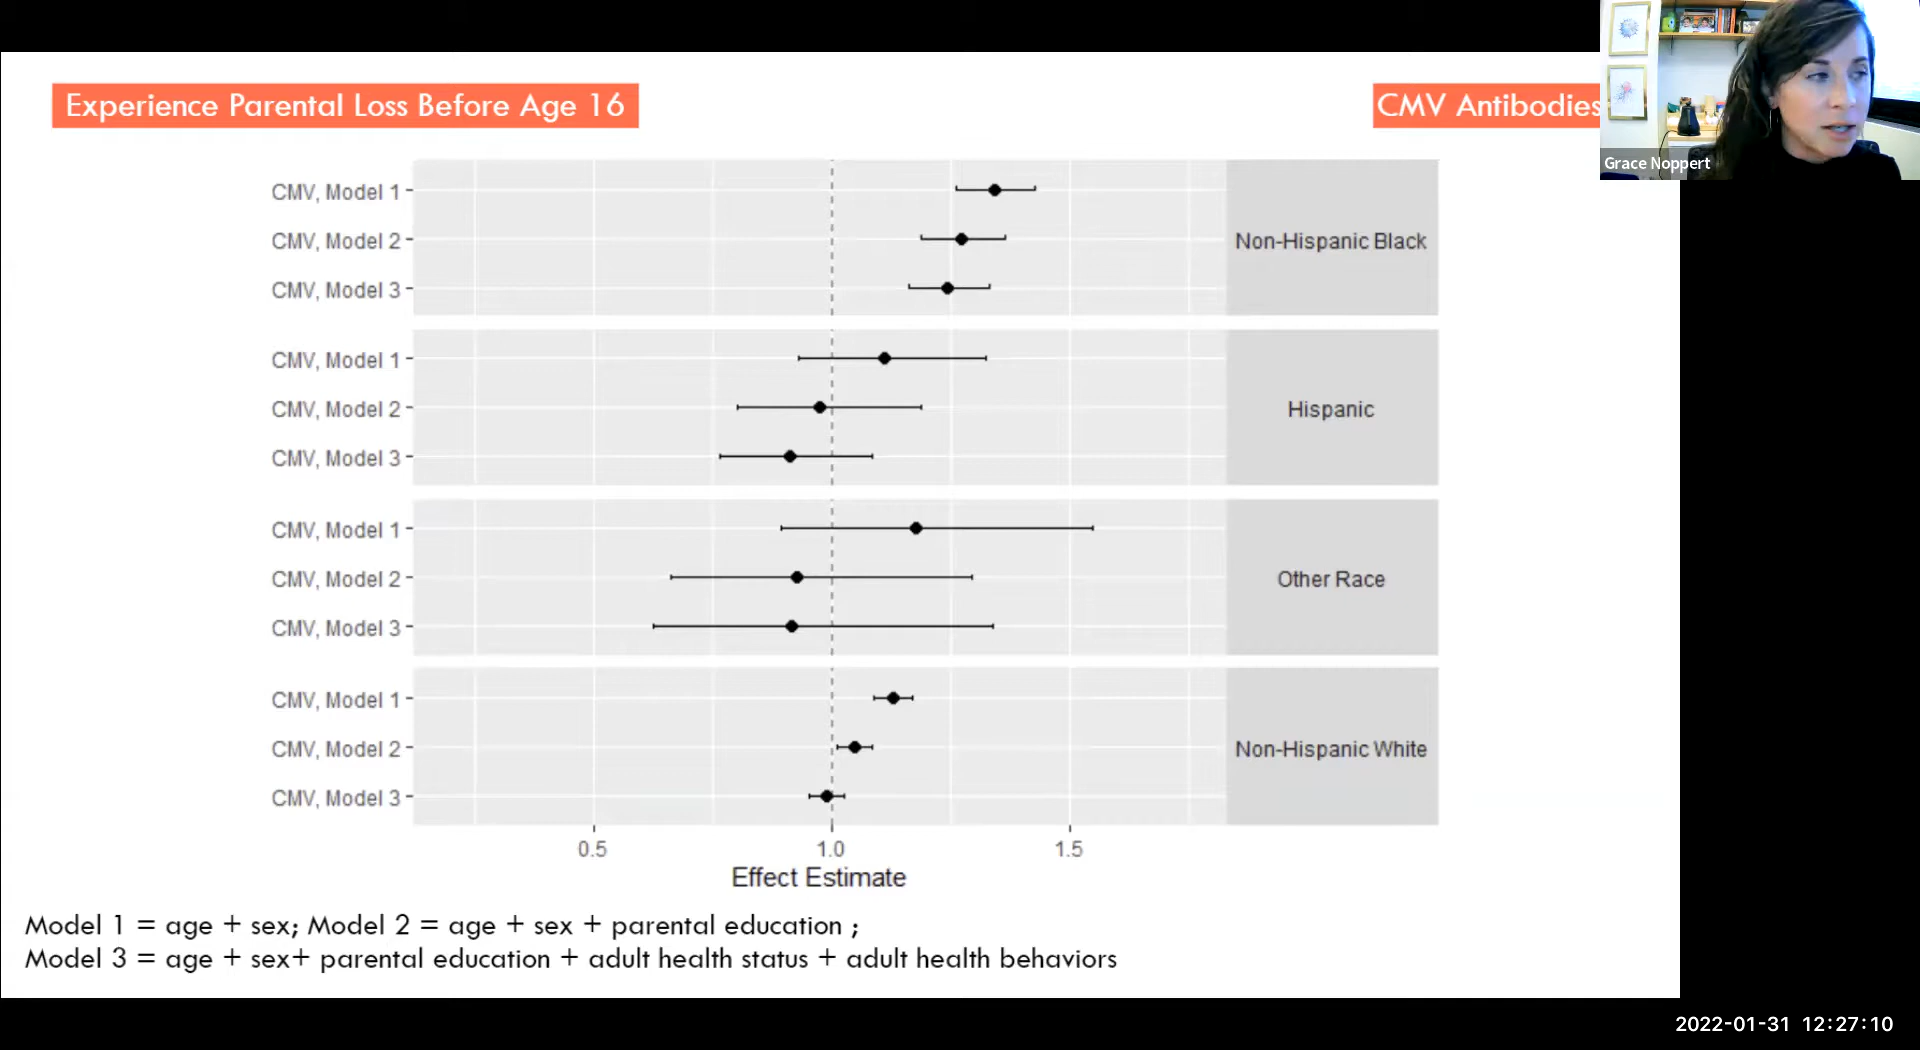 Experience Parental Loss Before Age 16
CMV Antibodies
Grace Noppert
CMV, Model 1
CMV, Model 2
CMV, Model 3
Non-Hispanic Black
CMV, Model 1
CMV, Model 2
CMV, Model 3
Hispanic
CMV, Model 1
CMV, Model 2
CMV, Model 3
Other Race
CMV, Model 1
CMV, Model 2
CMV, Model 3
Non-Hispanic White
0.5 1.0 1.5
Effect Estimate
Model 1 = age + sex; Model 2 = age + sex + parental education ;
Model 3 = age + sex+ parental education + adult health status + adult health behaviors
2022-01-31 12:27:10